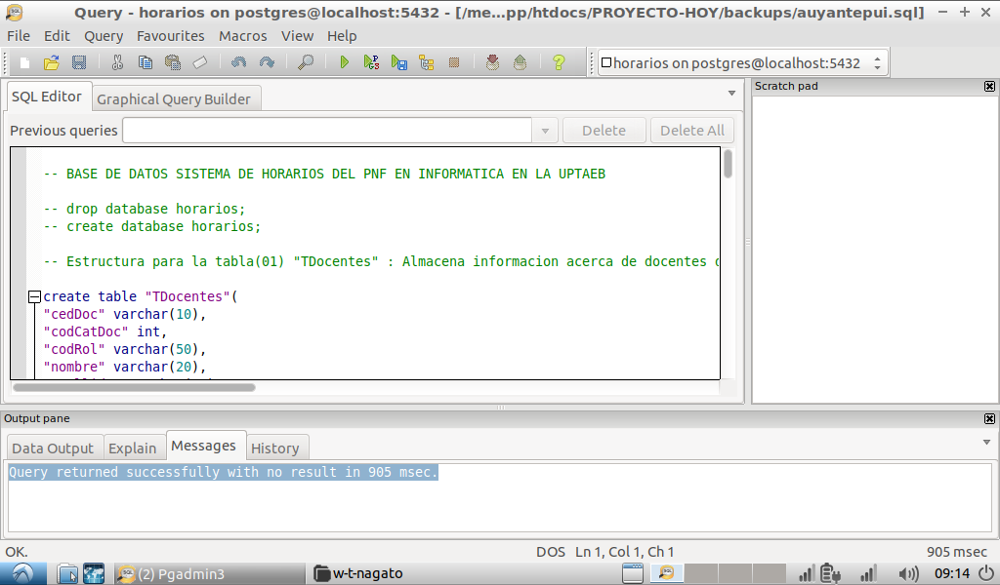 Query - horarios on postgres@localhost:5432 - [/me...pp/htdocs/PROYECTO-HOY/backups/auyantepui.sql]
File Edit Query Favourites Macros View Help
horarios on postgres@localhost:5432
SQL Editor Graphical Query Builder
Scratch pad
Previous queries Delete Delete All
-- BASE DE DATOS SISTEMA DE HORARIOS DEL PNF EN INFORMATICA EN LA UPTAEB
-- drop database horarios;
-- create database horarios;
-- Estructura para la tabla(01) "TDocentes" : Almacena informacion acerca de docentes
create table "TDocentes"(
"cedDoc" varchar(10),
"codCatDoc" int,
"codRol" varchar(50),
"nombre" varchar(20),
Output pane
Data Output Explain Messages History
Query returned successfully with no result in 905 msec.
OK. DOS Ln 1, Col 1, Ch 1 905 msec
(2) Pgadmin3 w-t-nagato 09:14